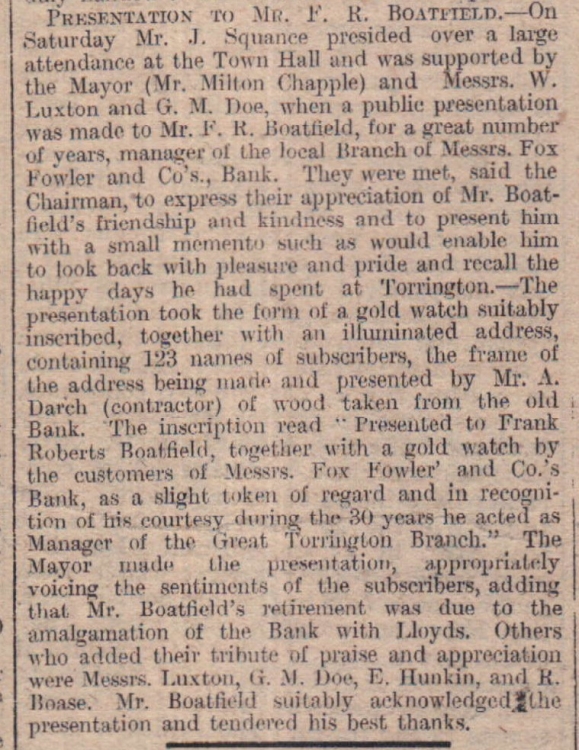 PRESENTATION TO MR. F. R. BOATFIELD.—On
Saturday Mr. J. Squance presided over a large
attendance at the Town Hall and was supported by
the Mayor (Mr. Milton Chapple) and Messrs. W.
Luxton and G. M. Doe, when a public presentation
was made to Mr. F. R. Boatfield, for a great number
of years, manager of the local Branch of Messrs. Fox
Fowler and Co's., Bank. They were met, said the
Chairman, to express their appreciation of Mr. Boat-
field's friendship and kindness and to present him
with a small memento such as would enable him
to look back with pleasure and pride and recall the
happy days he had spent at Torrington.—The
presentation took the form of a gold watch suitably
inscribed, together with an illuminated address,
containing 123 names of subscribers, the frame of
the address being made and presented by Mr. A.
Darch (contractor) of wood taken from the old
Bank. The inscription read " Presented to Frank
Roberts Boatfield, together with a gold watch by
the customers of Messrs. Fox Fowler' and Co.'s
Bank, as a slight token of regard and in recogni-
tion of his courtesy during the 30 years he acted as
Manager of the Great Torrington Branch." The
Mayor made the presentation, appropriately
voicing the sentiments of the subscribers, adding
that Mr. Boatfield's retirement was due to the
amalgamation of the Bank with Lloyds. Others
who added their tribute of praise and appreciation
were Messrs. Luxton, G. M. Doe, E. Hunkin, and R.
Boase. Mr. Boatfield suitably acknowledged the
presentation and tendered his best thanks.